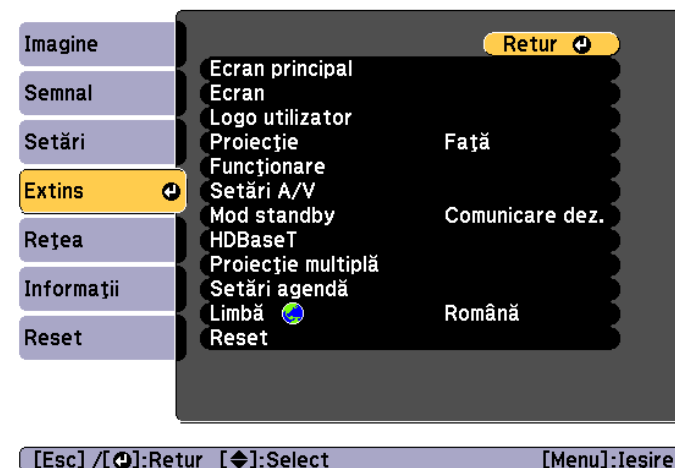 Imagine
Semnal
Setări
Extins
Reţea
Informaţii
Reset
Retur
Ecran principal
Ecran
Logo utilizator
Proiecţie Faţă
Funcţionare
Setări A/V
Mod standby Comunicare dez.
HDBaseT
Proiecţie multiplă
Setări agendă
Limbă Română
Reset
[Esc] /[⏎]:Retur [◆]:Select [Menu]:Iesire